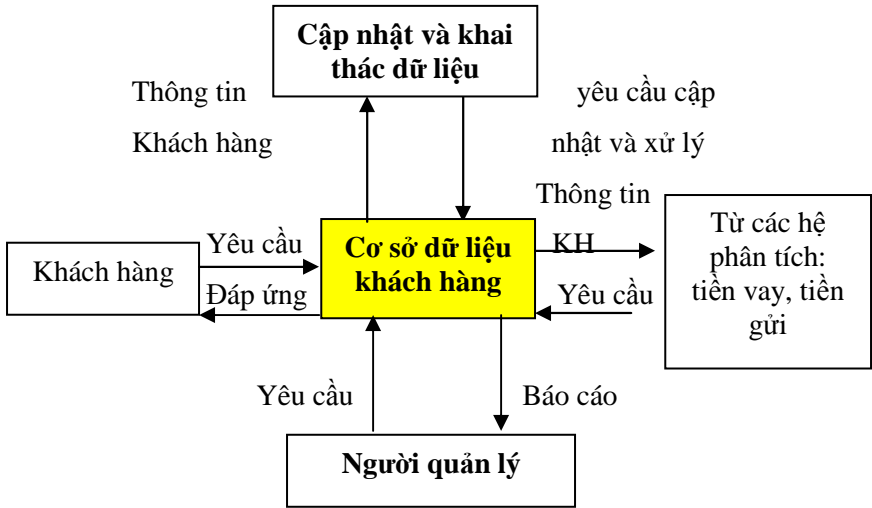 Cập nhật và khai
thác dữ liệu
Thông tin
Khách hàng
yêu cầu cập
nhật và xử lý
Thông tin
KH
Yêu cầu
Khách hàng
Yêu cầu
Đáp ứng
Cơ sở dữ liệu
khách hàng
Từ các hệ
phân tích:
tiền vay, tiền
gửi
Yêu cầu
Báo cáo
Người quản lý